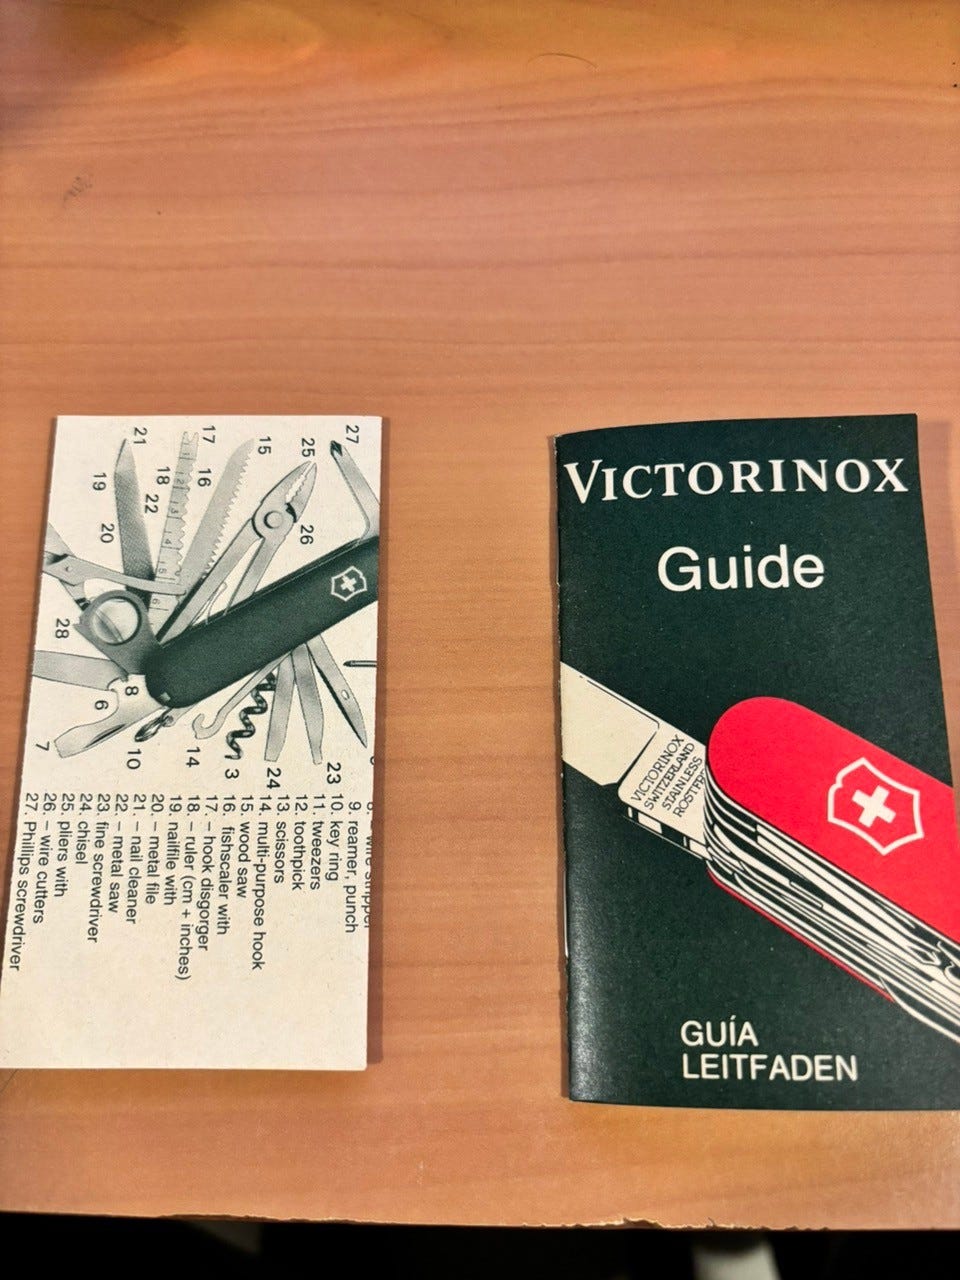 27
25
26
15
17
16
18
22
21
19
20
28
8
6
7
10
14
3
24
23
8. – wire stripper
9. reamer, punch
10. key ring
11. tweezers
12. toothpick
13. scissors
14. multi-purpose hook
15. wood saw
16. fishscaler with
17. – hook disgorger
18. – ruler (cm + inches)
19. nailfile with
20. – metal file
21. – nail cleaner
22. – metal saw
23. fine screwdriver
24. chisel
25. pliers with
26. – wire cutters
27. Phillips screwdriver
VICTORINOX
Guide
VICTORINOX
SWITZERLAND
STAINLESS
ROSTFR
GUÍA
LEITFADEN